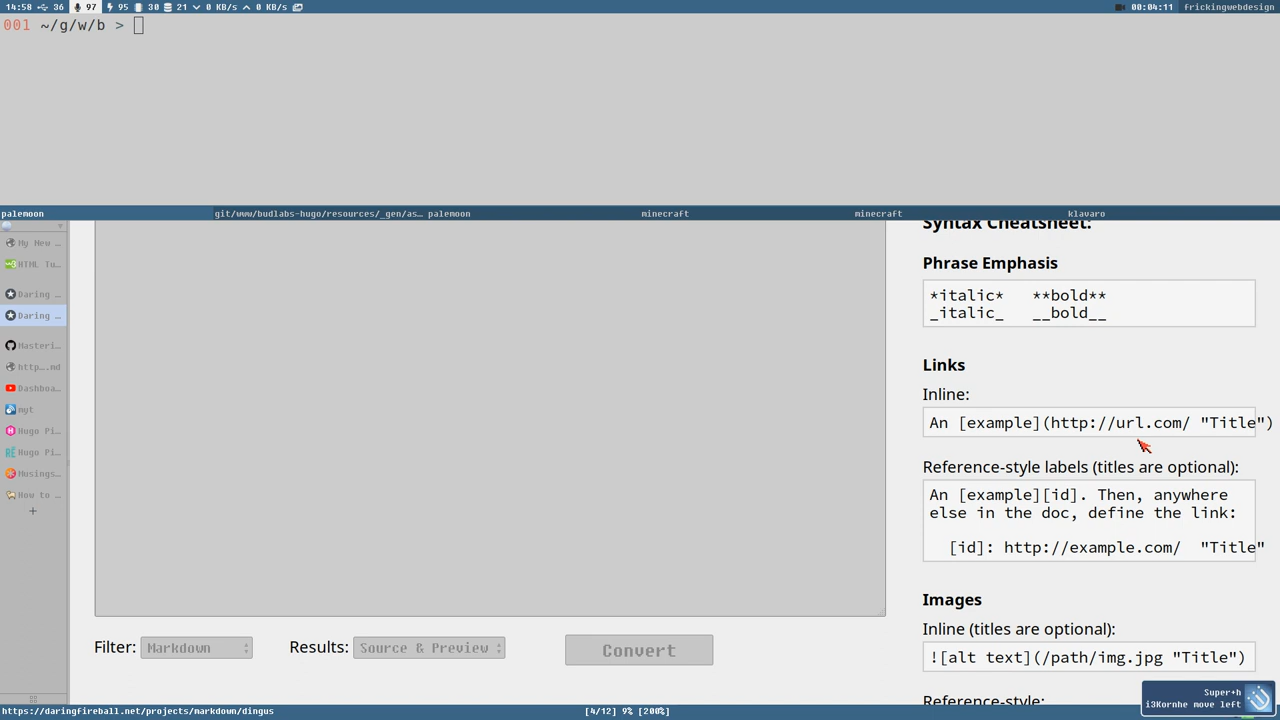 14:58 36 97 95 30 21 0 KB/s 0 KB/s 00:04:11 frickingwebdesign
001 ~/g/w/b >
palemoon git/www/budlabs-hugo/resources/_gen/as… palemoon minecraft minecraft klavaro
My New …
HTML Tu…
Daring …
Daring …
Masteri…
http….md
Dashboa…
myt
Hugo Pi…
Hugo Pi…
Musings…
How to …
+
Syntax Cheatsheet:
Phrase Emphasis
*italic* **bold**
_italic_ __bold__
Links
Inline:
An [example](http://url.com/ "Title")
Reference-style labels (titles are optional):
An [example][id]. Then, anywhere
else in the doc, define the link:
[id]: http://example.com/ "Title"
Images
Inline (titles are optional):
![alt text](/path/img.jpg "Title")
Reference-style:
Filter: Markdown Results: Source & Preview Convert
Super+h
i3Kornhe move left
https://daringfireball.net/projects/markdown/dingus [4/12] 9% [200%]